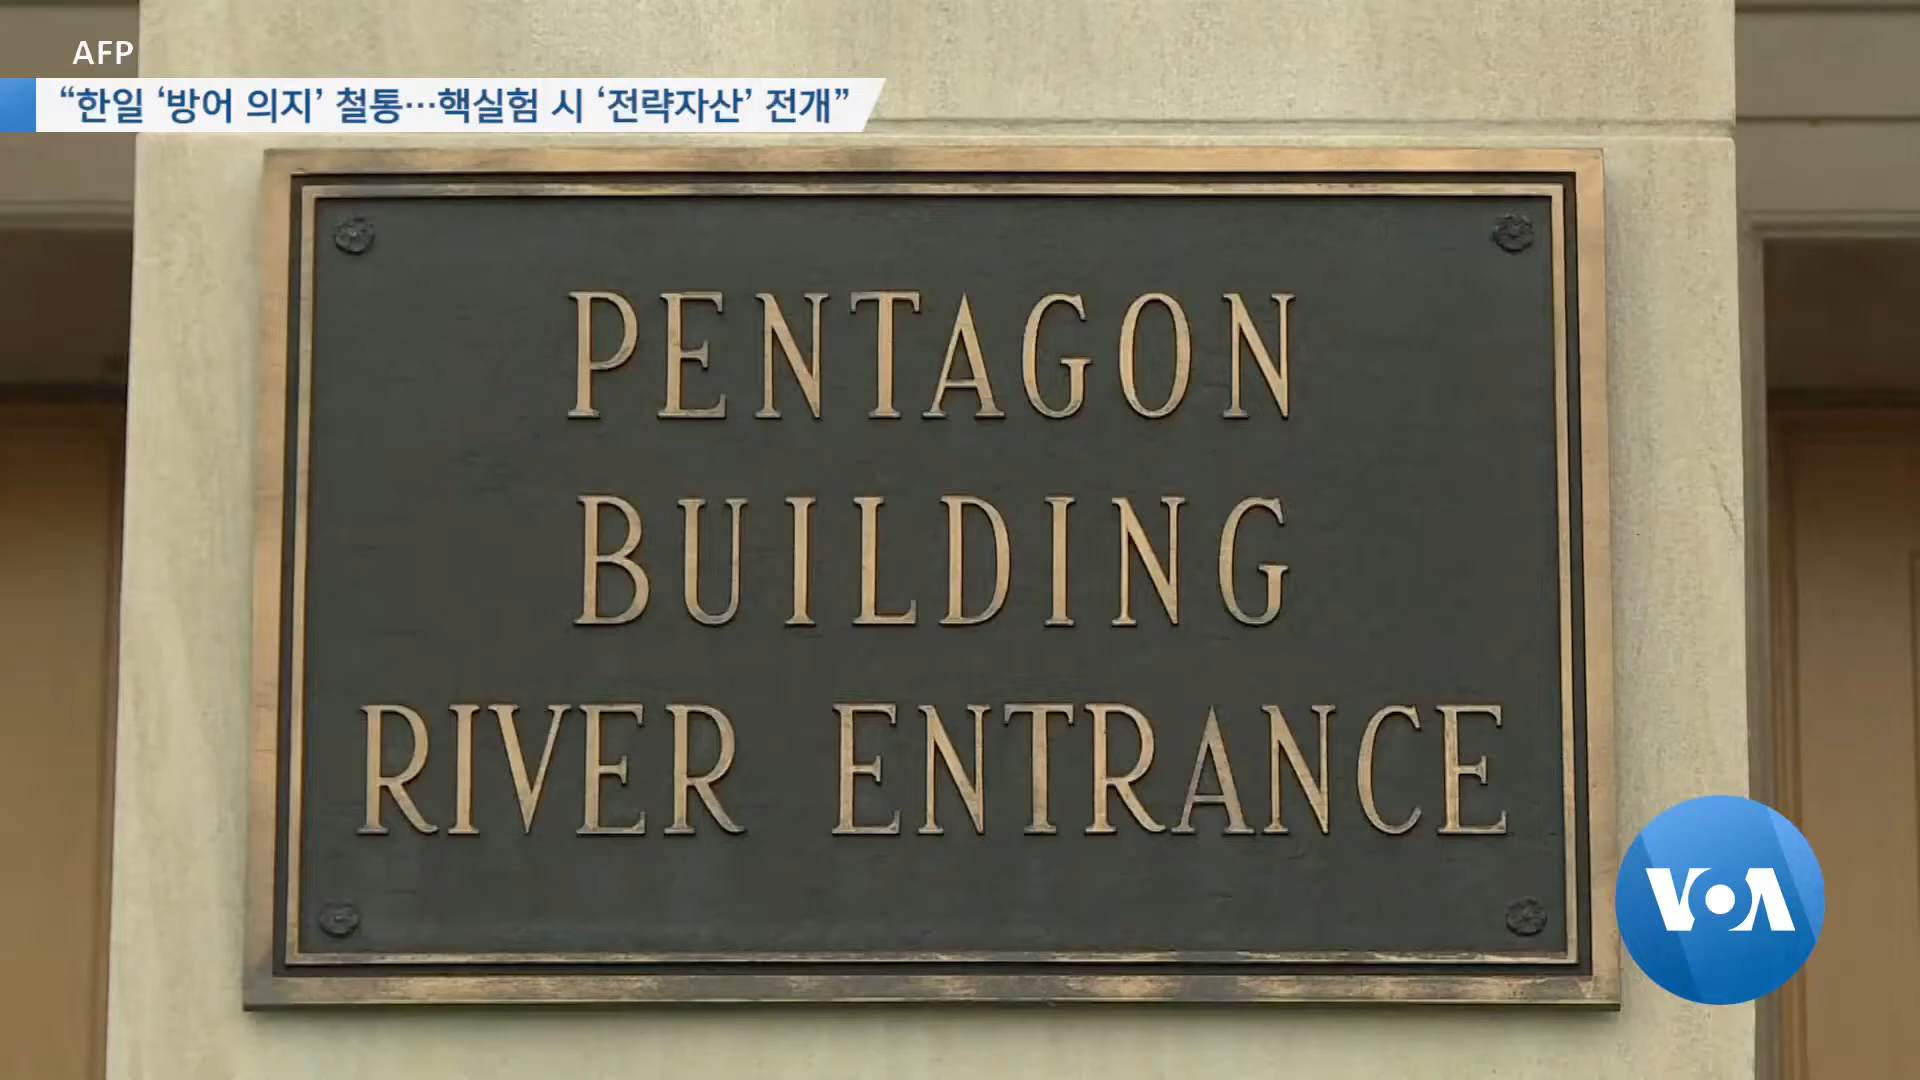 AFP
“한일 ‘방어 의지’ 철통…핵실험 시 ‘전략자산’ 전개”
PENTAGON
BUILDING
RIVER ENTRANCE
VOA